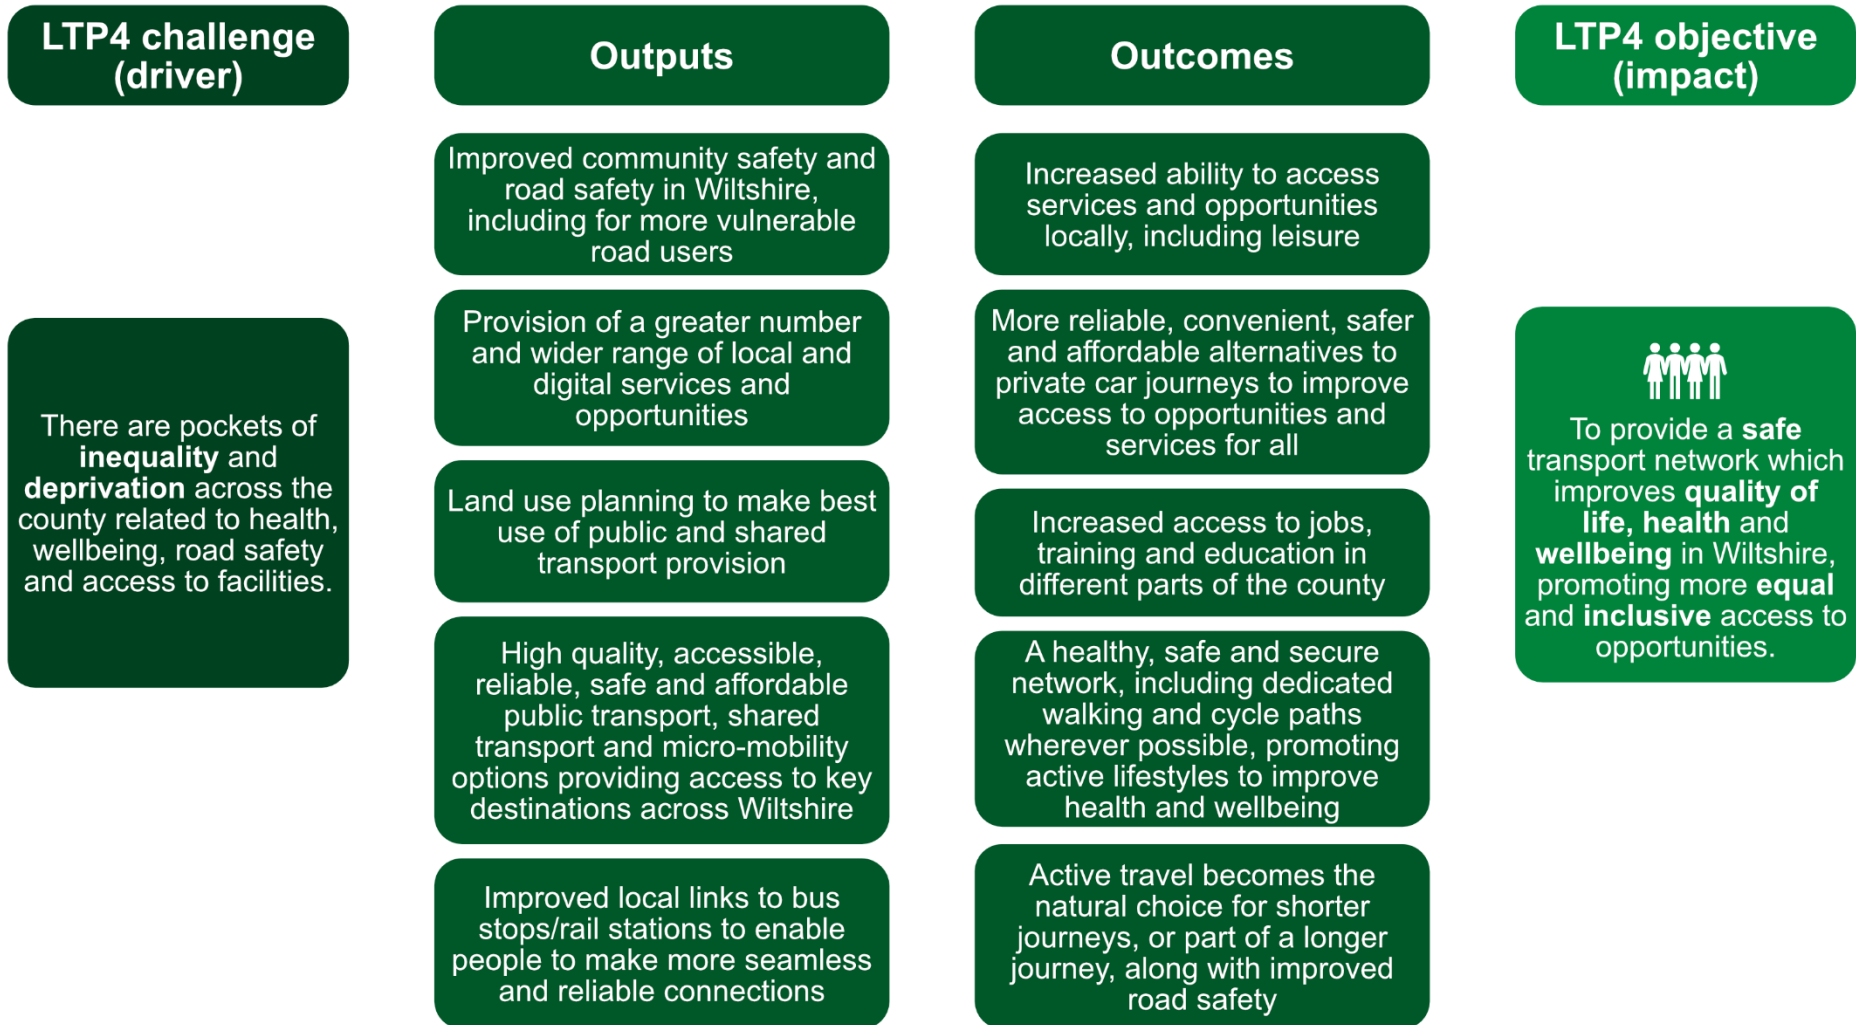 LTP4 challenge
(driver)
There are pockets of
inequality and
deprivation across the
county related to health,
wellbeing, road safety
and access to facilities.
Outputs
Improved community safety and
road safety in Wiltshire,
including for more vulnerable
road users
Provision of a greater number
and wider range of local and
digital services and
opportunities
Land use planning to make best
use of public and shared
transport provision
High quality, accessible,
reliable, safe and affordable
public transport, shared
transport and micro-mobility
options providing access to key
destinations across Wiltshire
Improved local links to bus
stops/rail stations to enable
people to make more seamless
and reliable connections
Outcomes
Increased ability to access
services and opportunities
locally, including leisure
More reliable, convenient, safer
and affordable alternatives to
private car journeys to improve
access to opportunities and
services for all
Increased access to jobs,
training and education in
different parts of the county
A healthy, safe and secure
network, including dedicated
walking and cycle paths
wherever possible, promoting
active lifestyles to improve
health and wellbeing
Active travel becomes the
natural choice for shorter
journeys, or part of a longer
journey, along with improved
road safety
LTP4 objective
(impact)
To provide a safe
transport network which
improves quality of
life, health and
wellbeing in Wiltshire,
promoting more equal
and inclusive access to
opportunities.